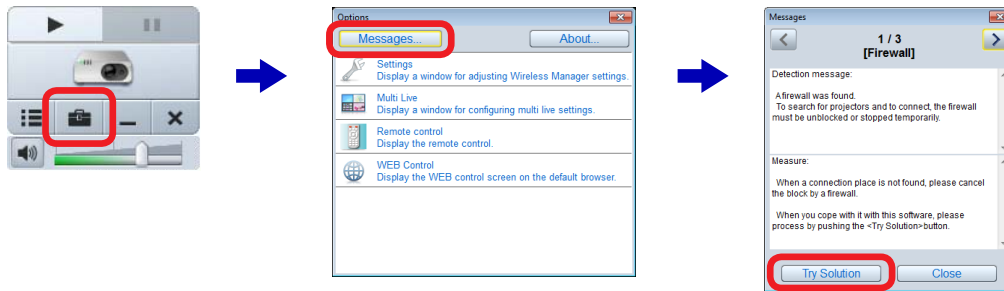 Options
Messages...
About...
Settings
Display a window for adjusting Wireless Manager settings.
Multi Live
Display a window for configuring multi live settings.
Remote control
Display the remote control.
WEB Control
Display the WEB control screen on the default browser.
Messages
1 / 3
[Firewall]
Detection message:
A firewall was found.
To search for projectors and to connect, the firewall
must be unblocked or stopped temporarily.
Measure:
When a connection place is not found, please cancel
the block by a firewall.
When you cope with it with this software, please
process by pushing the <Try Solution>button.
Try Solution
Close